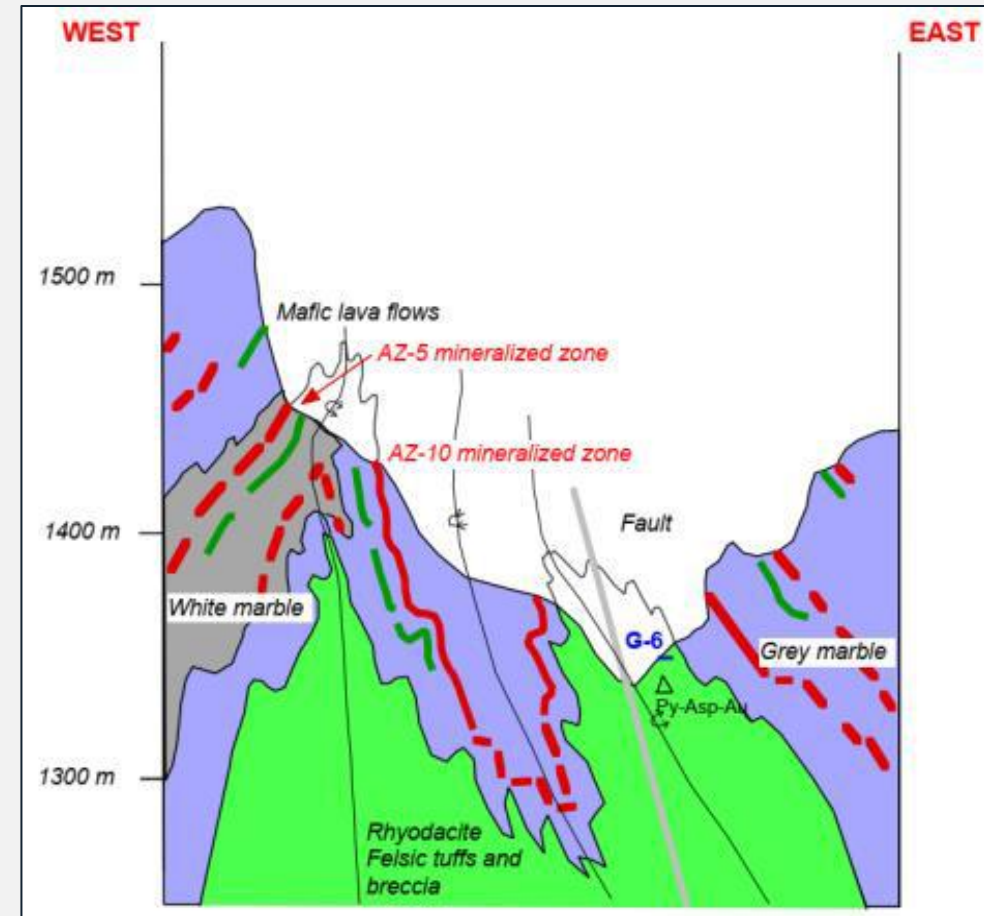 WEST
EAST
1500 m
Mafic lava flows
AZ-5 mineralized zone
AZ-10 mineralized zone
1400 m
Fault
White marble
G-6
Grey marble
Py-Asp-Au
1300 m
Rhyodacite
Felsic tuffs and
breccia